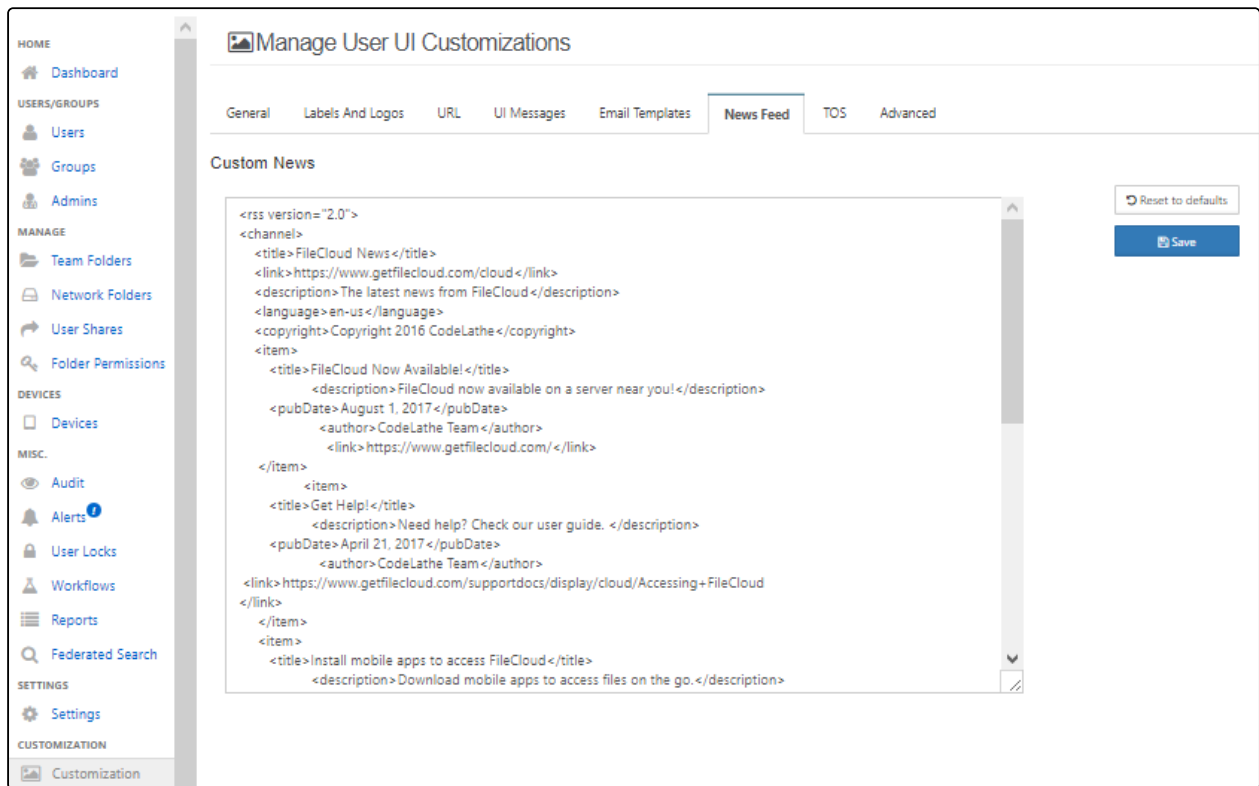 HOME
Dashboard
USERS/GROUPS
Users
Groups
Admins
MANAGE
Team Folders
Network Folders
User Shares
Folder Permissions
DEVICES
Devices
MISC.
Audit
Alerts
User Locks
Workflows
Reports
Federated Search
SETTINGS
Settings
CUSTOMIZATION
Customization
Manage User UI Customizations
General Labels And Logos URL UI Messages Email Templates News Feed TOS Advanced
Custom News
Reset to defaults
Save
<rss version="2.0">
<channel>
<title>FileCloud News</title>
<link>https://www.getfilecloud.com/cloud</link>
<description>The latest news from FileCloud</description>
<language>en-us</language>
<copyright>Copyright 2016 CodeLathe</copyright>
<item>
<title>FileCloud Now Available!</title>
<description>FileCloud now available on a server near you!</description>
<pubDate>August 1, 2017</pubDate>
<author>CodeLathe Team</author>
<link>https://www.getfilecloud.com/</link>
</item>
<item>
<title>Get Help!</title>
<description>Need help? Check our user guide. </description>
<pubDate>April 21, 2017</pubDate>
<author>CodeLathe Team</author>
<link>https://www.getfilecloud.com/supportdocs/display/cloud/Accessing+FileCloud
</link>
</item>
<item>
<title>Install mobile apps to access FileCloud</title>
<description>Download mobile apps to access files on the go.</description>